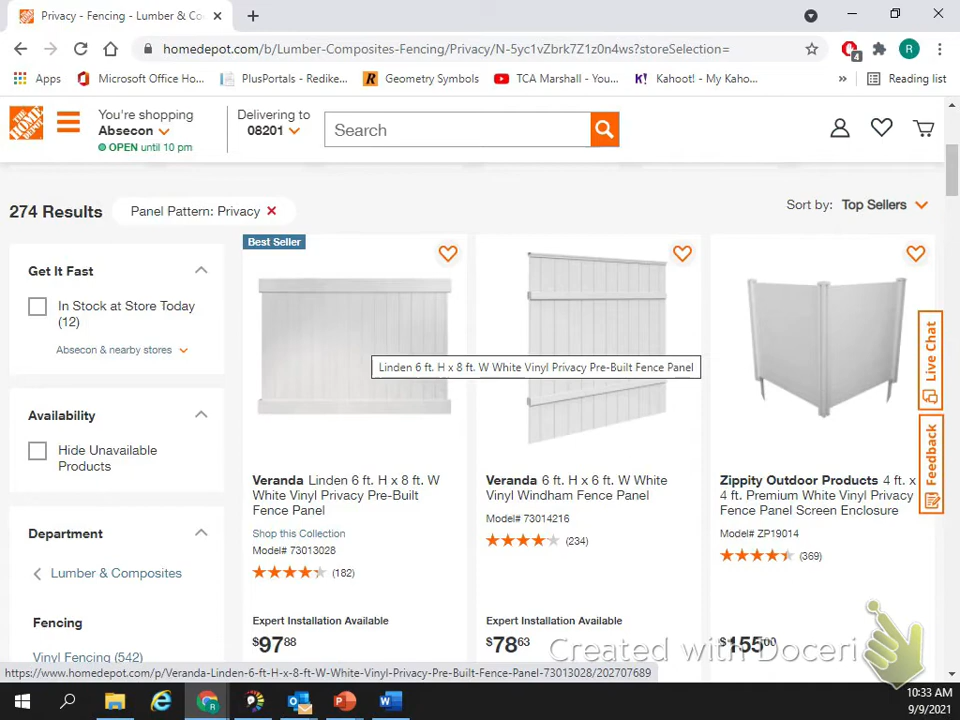 Privacy - Fencing - Lumber & Co
homedepot.com/b/Lumber-Composites-Fencing/Privacy/N-5yc1vZbrk7Z1z0n4ws?storeSelection=
4
R
Apps
Microsoft Office Ho...
PlusPortals - Redike...
R
Geometry Symbols
TCA Marshall - You...
K!
Kahoot! - My Kaho...
»
Reading list
THE HOME DEPOT
You're shopping
Absecon
OPEN until 10 pm
Delivering to
08201
Search
274 Results
Panel Pattern: Privacy
Sort by: Top Sellers
Get It Fast
In Stock at Store Today
(12)
Absecon & nearby stores
Availability
Hide Unavailable
Products
Department
Lumber & Composites
Fencing
Vinyl Fencing (542)
Best Seller
Linden 6 ft. H x 8 ft. W White Vinyl Privacy Pre-Built Fence Panel
Veranda Linden 6 ft. H x 8 ft. W
White Vinyl Privacy Pre-Built
Fence Panel
Shop this Collection
Model# 73013028
(182)
Expert Installation Available
$97 88
Veranda 6 ft. H x 6 ft. W White
Vinyl Windham Fence Panel
Model# 73014216
(234)
Expert Installation Available
$78 63
Zippity Outdoor Products 4 ft. x
4 ft. Premium White Vinyl Privacy
Fence Panel Screen Enclosure
Model# ZP19014
(369)
$155 00
Live Chat
Feedback
Created with Doceri
https://www.homedepot.com/p/Veranda-Linden-6-ft-H-x-8-ft-W-White-Vinyl-Privacy-Pre-Built-Fence-Panel-73013028/202707689
10:33 AM
9/9/2021